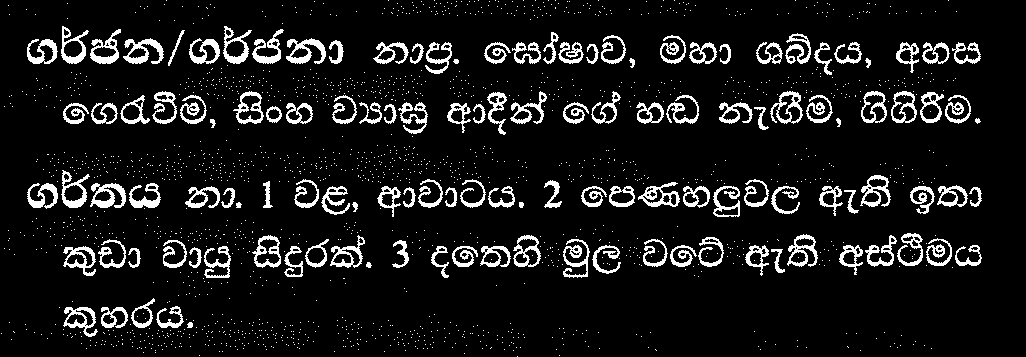 ගර්ජන/ගර්ජනා නාප්‍ර. ඝෝෂාව, මහා ශබ්දය, අහස
ගෙරැවීම, සිංහ ව්‍යාඝ්‍ර ආදීන් ගේ හඬ නැඟීම, ගිගිරීම.
ගර්තය නා. 1 වළ, ආවාටය. 2 පෙණහලුවල ඇති ඉතා
කුඩා වායු සිදුරක්. 3 දතෙහි මුල වටේ ඇති අස්ථිමය
කුහරය.